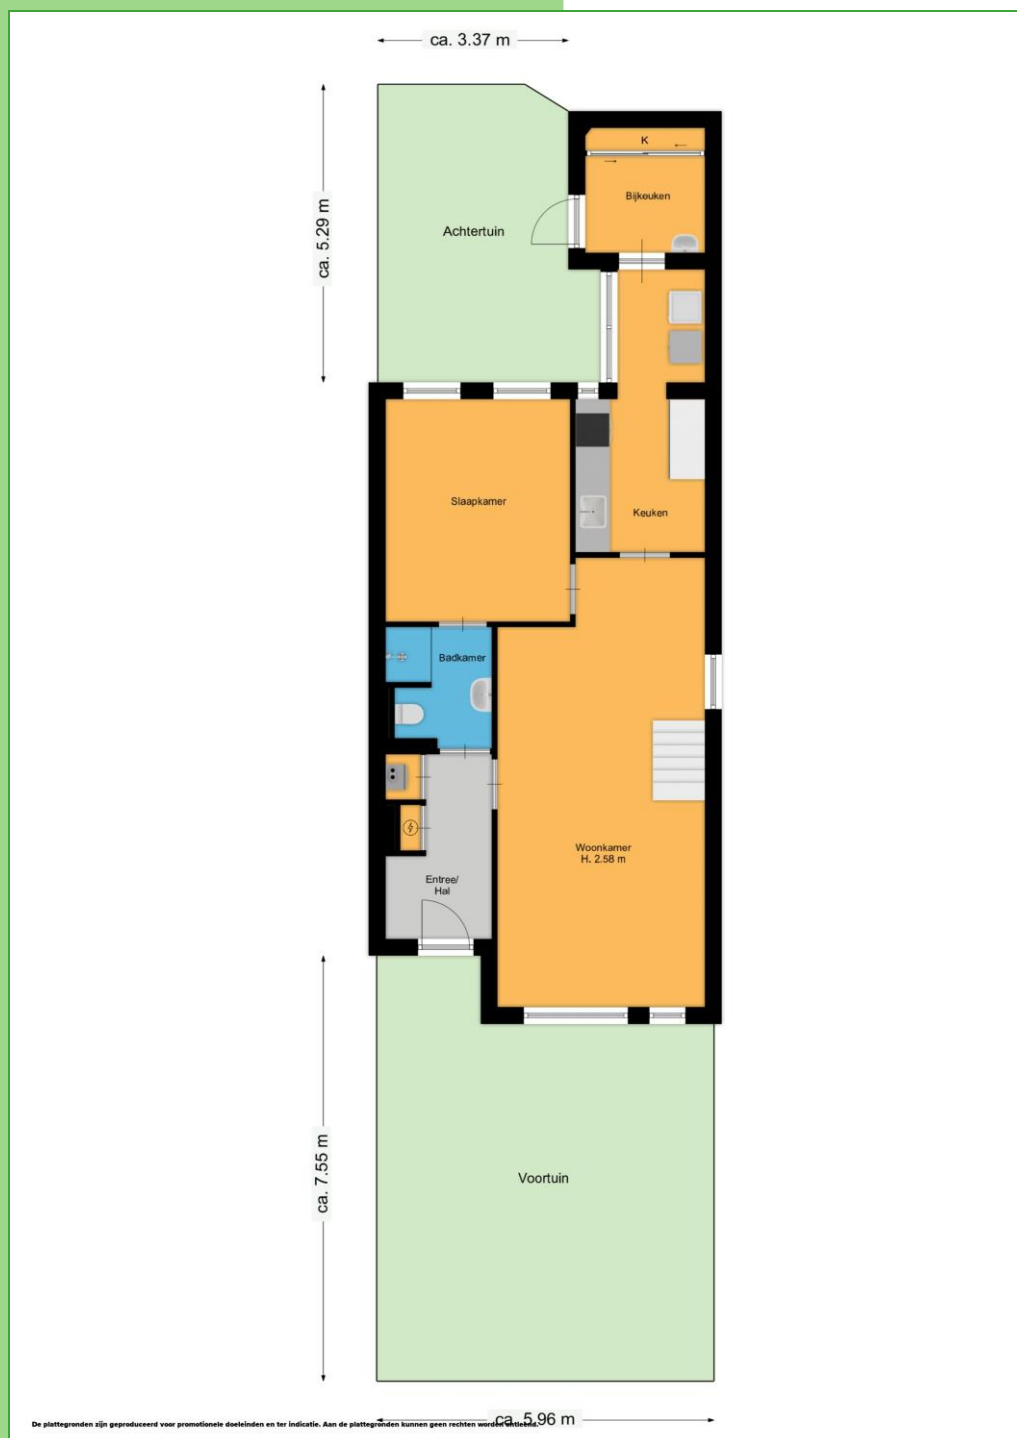 ca. 3.37 m
K
Bijkeuken
ca. 5.29 m
Achtertuin
Slaapkamer
Keuken
Badkamer
Woonkamer
H. 2.58 m
Entree/
Hal
ca. 7.55 m
Voortuin
ca. 5.96 m
De plattegronden zijn geproduceerd voor promotionele doeleinden en ter indicatie. Aan de plattegronden kunnen geen rechten worden ontleend.